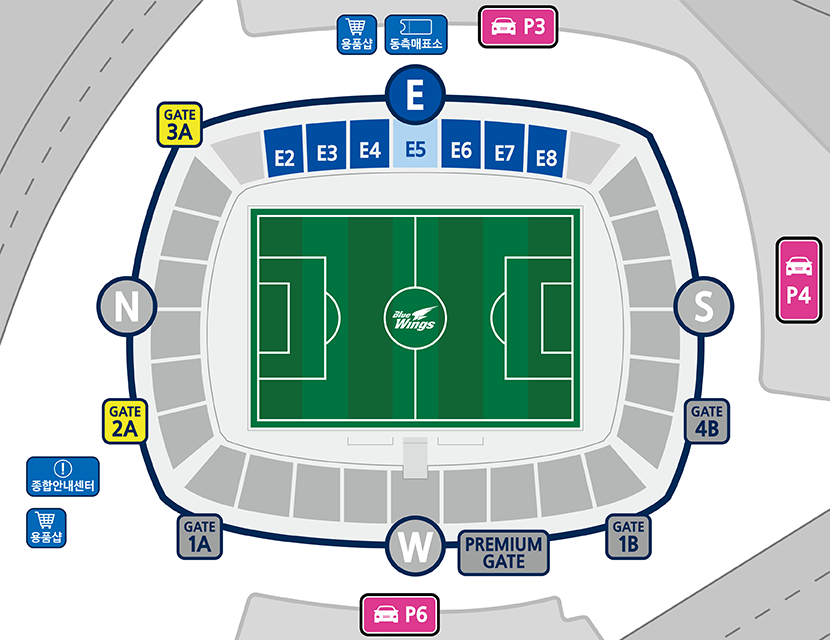 용품샵
동측매표소
P3
E
GATE
3A
E2
E3
E4
E5
E6
E7
E8
P4
N
Blue
Wings
S
GATE
2A
GATE
4B
종합안내센터
용품샵
GATE
1A
W
PREMIUM
GATE
GATE
1B
P6